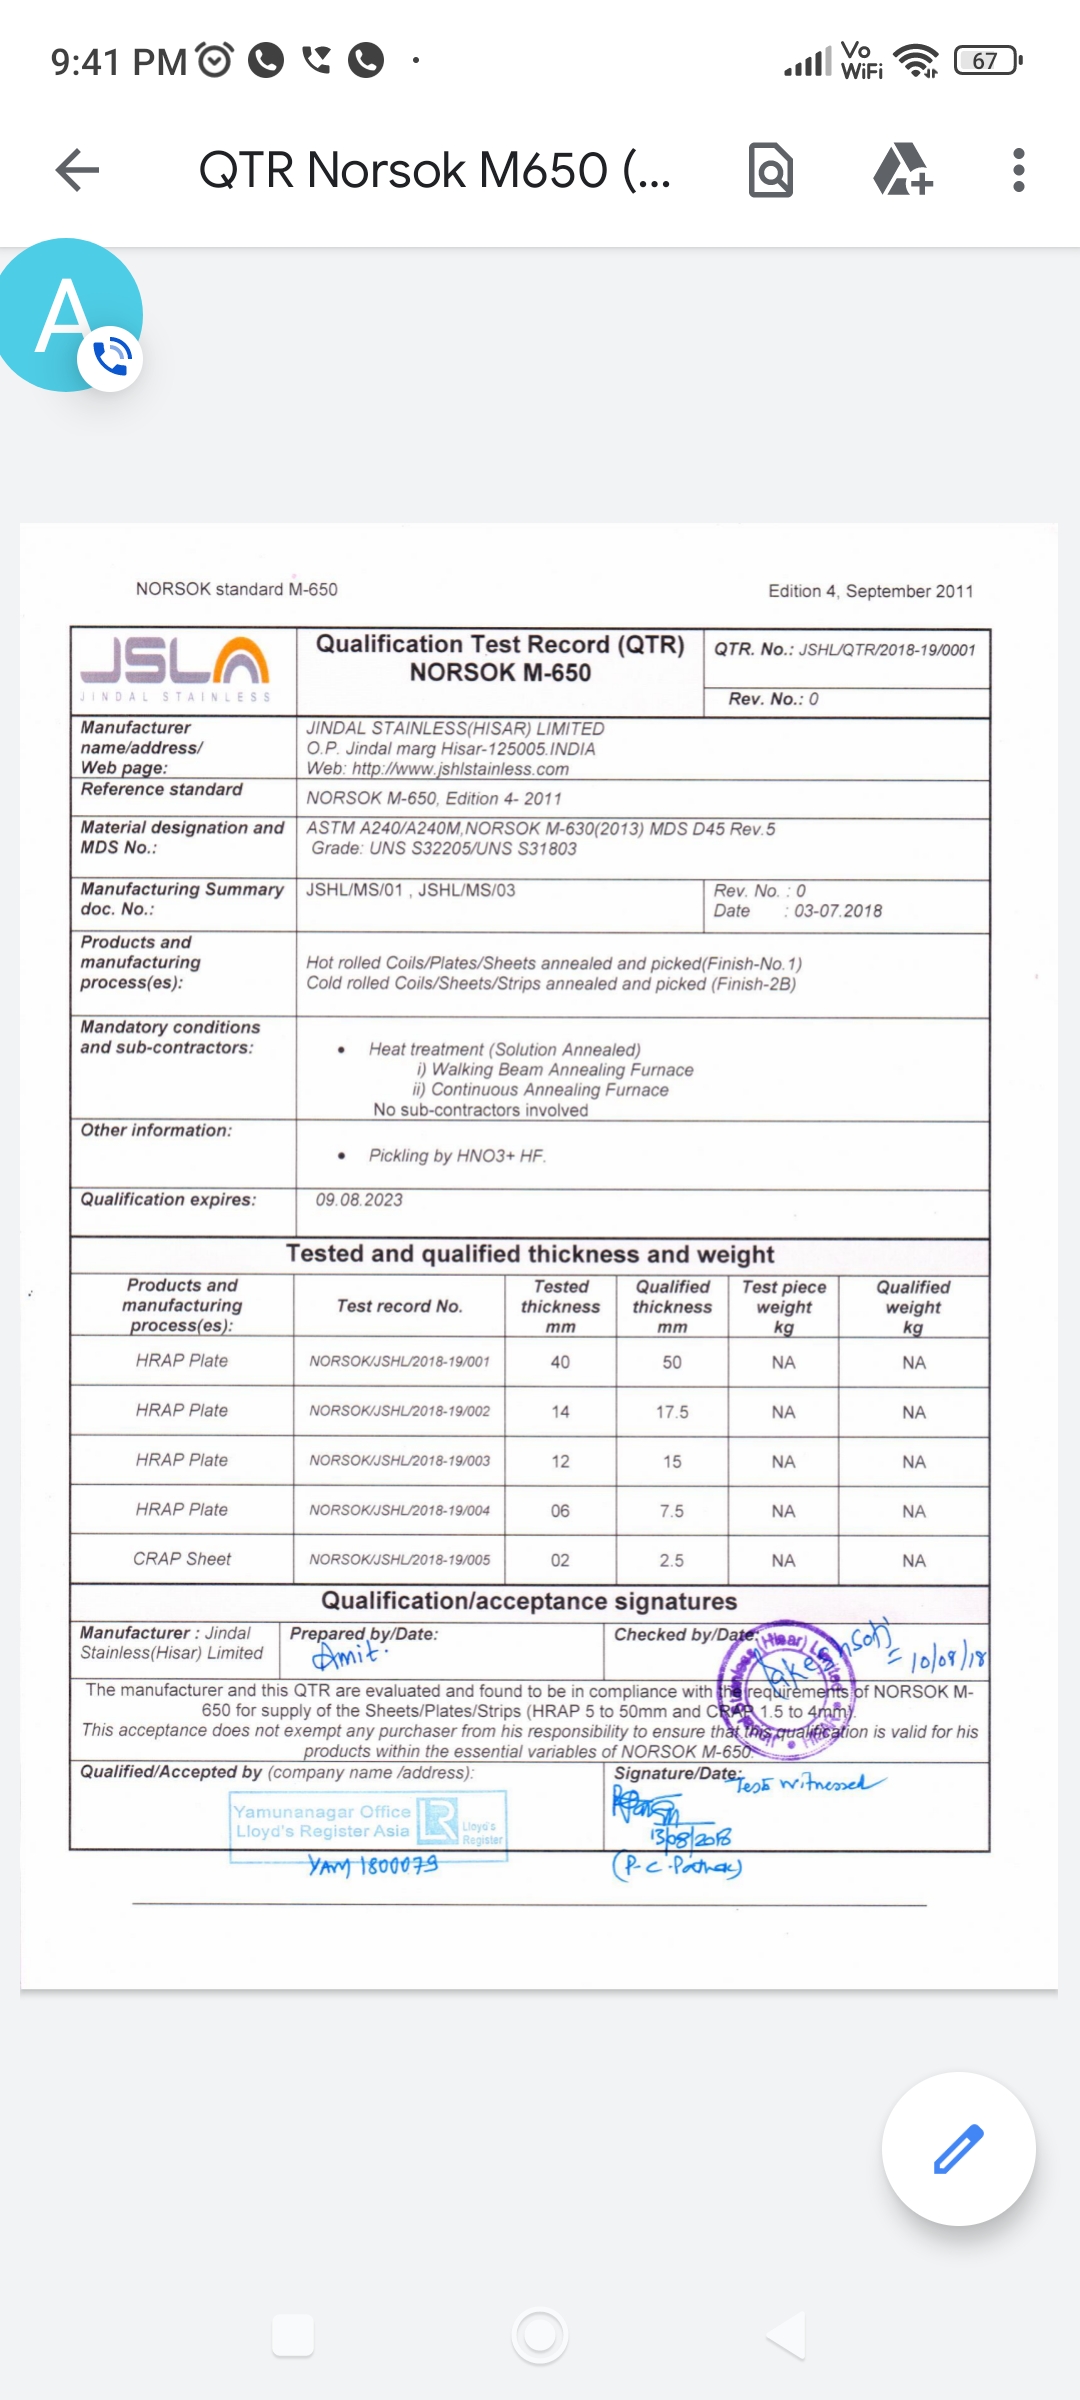 9:41 PM
Vo
WiFi
67
QTR Norsok M650 (...
A
NORSOK standard M-650
Edition 4, September 2011
JSL
JINDAL STAINLESS
Qualification Test Record (QTR)
NORSOK M-650
QTR. No.: JSHL/QTR/2018-19/0001
Rev. No.: 0
Manufacturer
name/address/
Web page:
JINDAL STAINLESS(HISAR) LIMITED
O.P. Jindal marg Hisar-125005.INDIA
Web: http://www.jshlstainless.com
Reference standard
NORSOK M-650, Edition 4- 2011
Material designation and
MDS No.:
ASTM A240/A240M,NORSOK M-630(2013) MDS D45 Rev.5
Grade: UNS S32205/UNS S31803
Manufacturing Summary
doc. No.:
JSHL/MS/01 , JSHL/MS/03
Rev. No. : 0
Date : 03-07.2018
Products and
manufacturing
process(es):
Hot rolled Coils/Plates/Sheets annealed and picked(Finish-No.1)
Cold rolled Coils/Sheets/Strips annealed and picked (Finish-2B)
Mandatory conditions
and sub-contractors:
• Heat treatment (Solution Annealed)
i) Walking Beam Annealing Furnace
ii) Continuous Annealing Furnace
No sub-contractors involved
Other information:
• Pickling by HNO3+ HF.
Qualification expires:
09.08.2023
Tested and qualified thickness and weight
Products and manufacturing process(es): Test record No. Tested thickness mm Qualified thickness mm Test piece weight kg Qualified weight kg
HRAP Plate NORSOK/JSHL/2018-19/001 40 50 NA NA
HRAP Plate NORSOK/JSHL/2018-19/002 14 17.5 NA NA
HRAP Plate NORSOK/JSHL/2018-19/003 12 15 NA NA
HRAP Plate NORSOK/JSHL/2018-19/004 06 7.5 NA NA
CRAP Sheet NORSOK/JSHL/2018-19/005 02 2.5 NA NA
Qualification/acceptance signatures
Manufacturer : Jindal
Stainless(Hisar) Limited
Prepared by/Date:
Amit.
Checked by/Date:
10/08/18
The manufacturer and this QTR are evaluated and found to be in compliance with the requirements of NORSOK M-
650 for supply of the Sheets/Plates/Strips (HRAP 5 to 50mm and CRAP 1.5 to 4mm).
This acceptance does not exempt any purchaser from his responsibility to ensure that this qualification is valid for his
products within the essential variables of NORSOK M-650.
Qualified/Accepted by (company name /address):
Yamunanagar Office
Lloyd's Register Asia
LR
Lloyd's
Register
YAM 1800079
Signature/Date:
Test witnessed
13/08/2018
(P.C. Pathak)